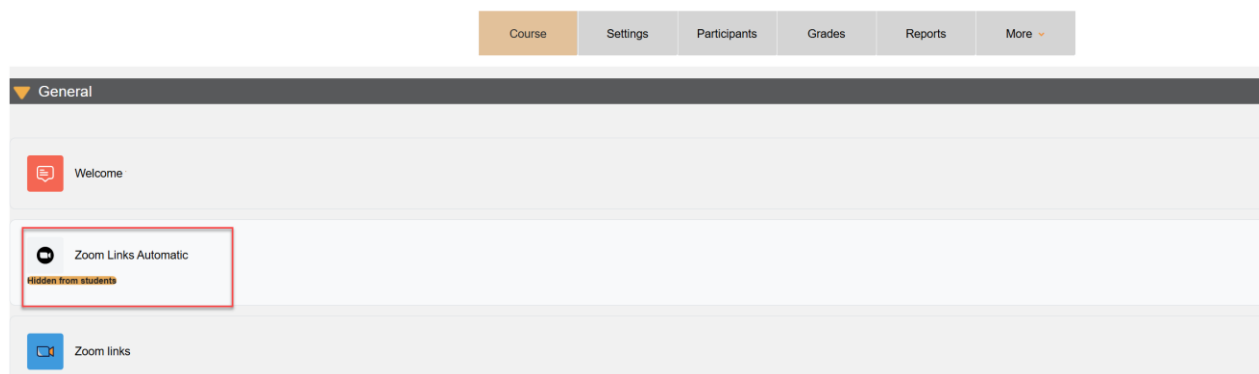 Course Settings Participants Grades Reports More
General
Welcome
Zoom Links Automatic
Hidden from students
Zoom links